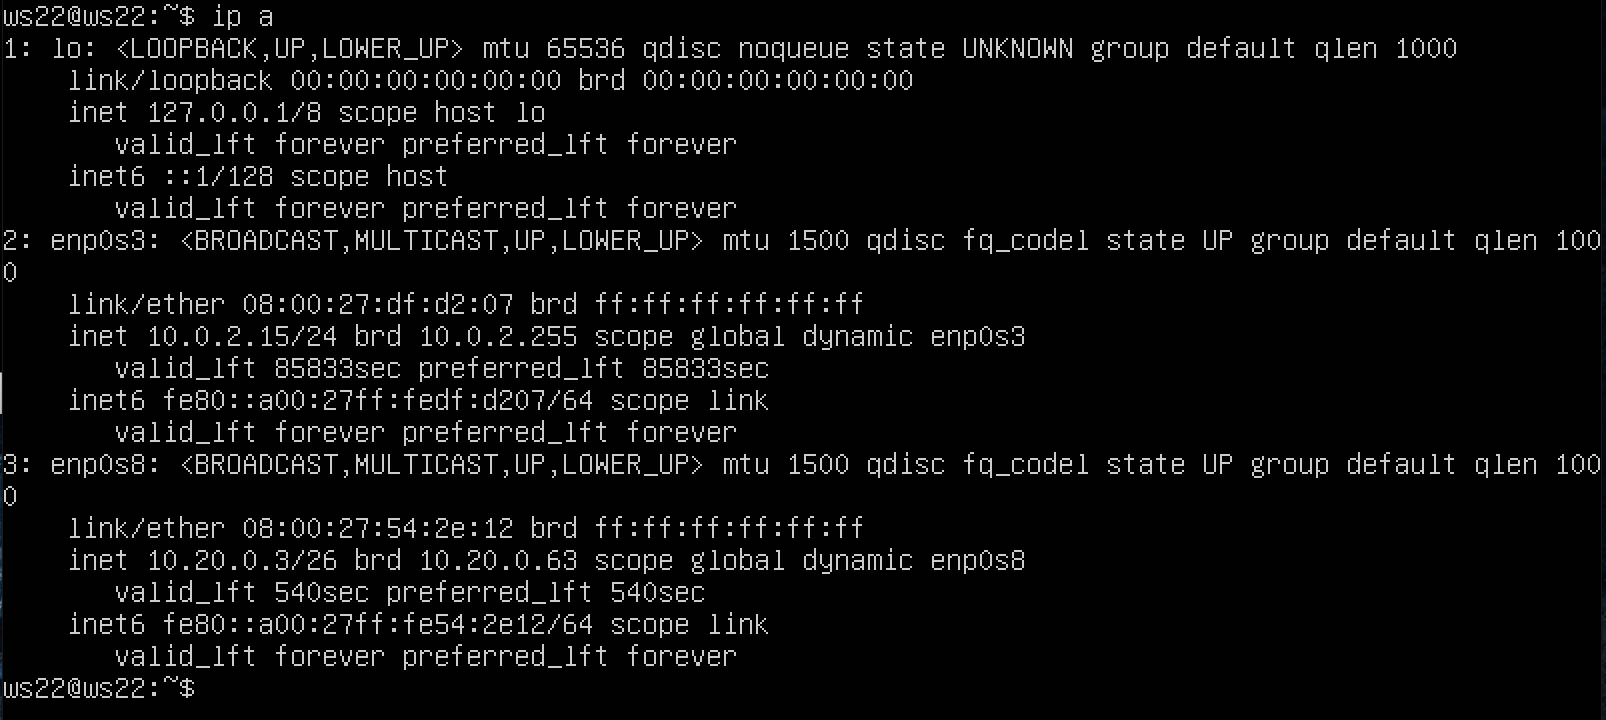 ws22@ws22:~$ ip a
1: lo: <LOOPBACK,UP,LOWER_UP> mtu 65536 qdisc noqueue state UNKNOWN group default qlen 1000
    link/loopback 00:00:00:00:00:00 brd 00:00:00:00:00:00
    inet 127.0.0.1/8 scope host lo
       valid_lft forever preferred_lft forever
    inet6 ::1/128 scope host
       valid_lft forever preferred_lft forever
2: enp0s3: <BROADCAST,MULTICAST,UP,LOWER_UP> mtu 1500 qdisc fq_codel state UP group default qlen 100
0
    link/ether 08:00:27:df:d2:07 brd ff:ff:ff:ff:ff:ff
    inet 10.0.2.15/24 brd 10.0.2.255 scope global dynamic enp0s3
       valid_lft 85833sec preferred_lft 85833sec
    inet6 fe80::a00:27ff:fedf:d207/64 scope link
       valid_lft forever preferred_lft forever
3: enp0s8: <BROADCAST,MULTICAST,UP,LOWER_UP> mtu 1500 qdisc fq_codel state UP group default qlen 100
0
    link/ether 08:00:27:54:2e:12 brd ff:ff:ff:ff:ff:ff
    inet 10.20.0.3/26 brd 10.20.0.63 scope global dynamic enp0s8
       valid_lft 540sec preferred_lft 540sec
    inet6 fe80::a00:27ff:fe54:2e12/64 scope link
       valid_lft forever preferred_lft forever
ws22@ws22:~$